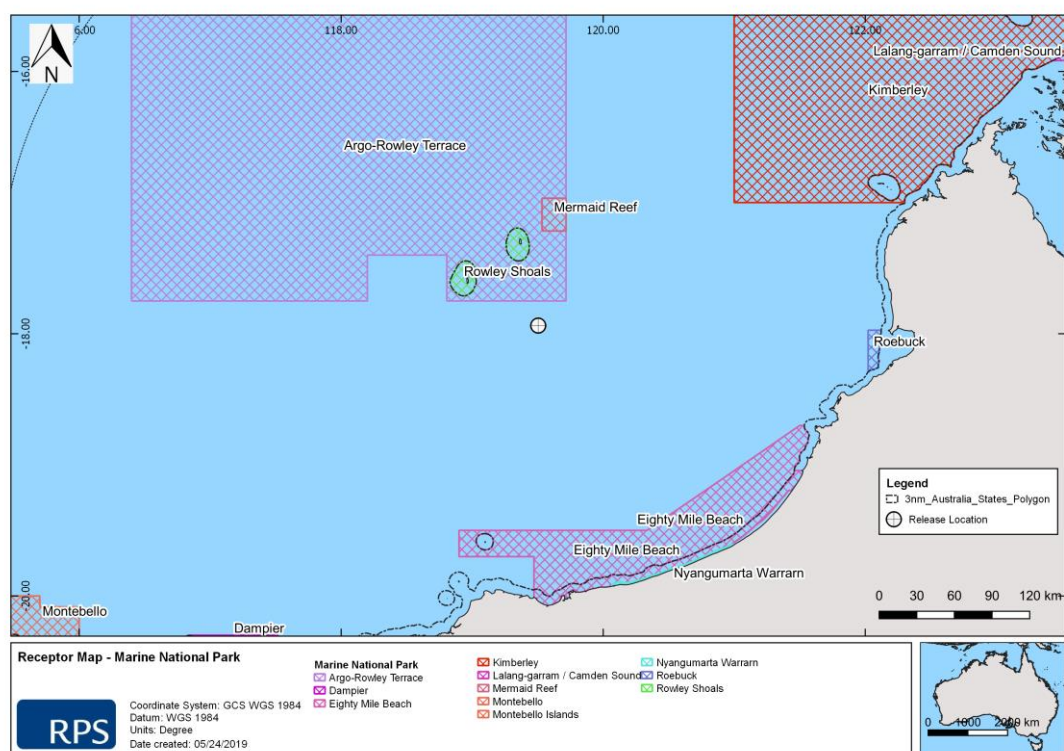 6.00
118.00
120.00
122.00
N
-16.00
Lalang-garram / Camden Sound
Kimberley
Argo-Rowley Terrace
Mermaid Reef
Rowley Shoals
-18.00
Roebuck
Legend
3nm_Australia_States_Polygon
Release Location
Eighty Mile Beach
Eighty Mile Beach
Nyangumarta Warrarn
-20.00
0 30 60 90 120 km
Montebello
Dampier
Receptor Map - Marine National Park
RPS
Coordinate System: GCS WGS 1984
Datum: WGS 1984
Units: Degree
Date created: 05/24/2019
Marine National Park
Argo-Rowley Terrace
Dampier
Eighty Mile Beach
Kimberley
Lalang-garram / Camden Sound
Mermaid Reef
Montebello
Montebello Islands
Nyangumarta Warrarn
Roebuck
Rowley Shoals
0 1000 2000 km